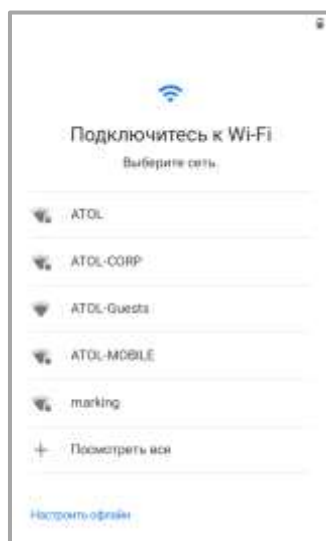 Подключитесь к Wi-Fi
Выберите сеть.
ATOL
ATOL-CORP
ATOL-Guests
ATOL-MOBILE
marking
Посмотреть все
Настроить офлайн